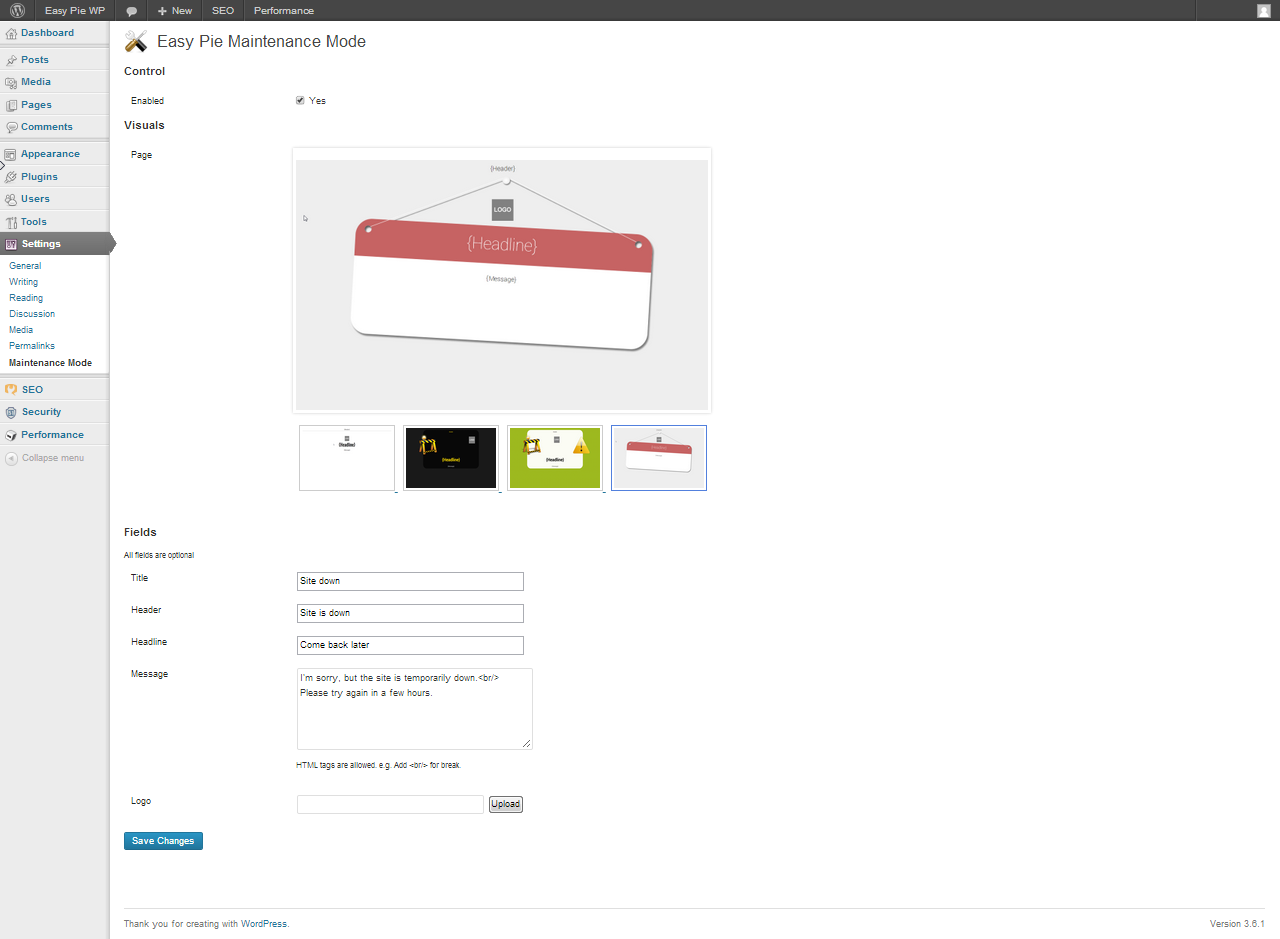 Easy Pie WP
New
SEO
Performance
Dashboard
Posts
Media
Pages
Comments
Appearance
Plugins
Users
Tools
Settings
General
Writing
Reading
Discussion
Media
Permalinks
Maintenance Mode
SEO
Security
Performance
Collapse menu
Easy Pie Maintenance Mode
Control
Enabled
Yes
Visuals
Page
{Header}
LOGO
{Headline}
{Message}
{Headline}
{Headline}
{Headline}
Fields
All fields are optional
Title
Site down
Header
Site is down
Headline
Come back later
Message
I'm sorry, but the site is temporarily down.<br/>
Please try again in a few hours.
HTML tags are allowed. e.g. Add <br/> for break.
Logo
Upload
Save Changes
Thank you for creating with WordPress.
Version 3.6.1